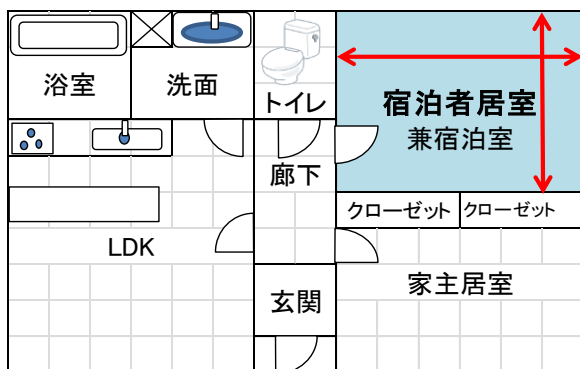 浴室
洗面
トイレ
宿泊者居室
兼宿泊室
廊下
クローゼット
クローゼット
LDK
玄関
家主居室